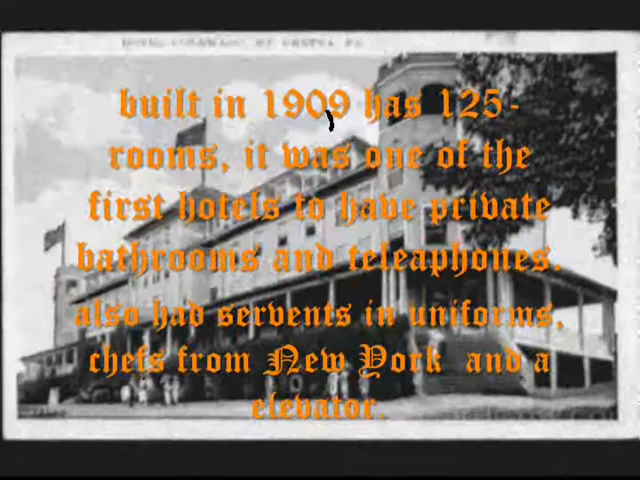 built in 1909 has 125-
rooms, it was one of the
first hotels to have private
bathrooms and teleaphones.
also had servents in uniforms,
chefs from New York and a
elevator.